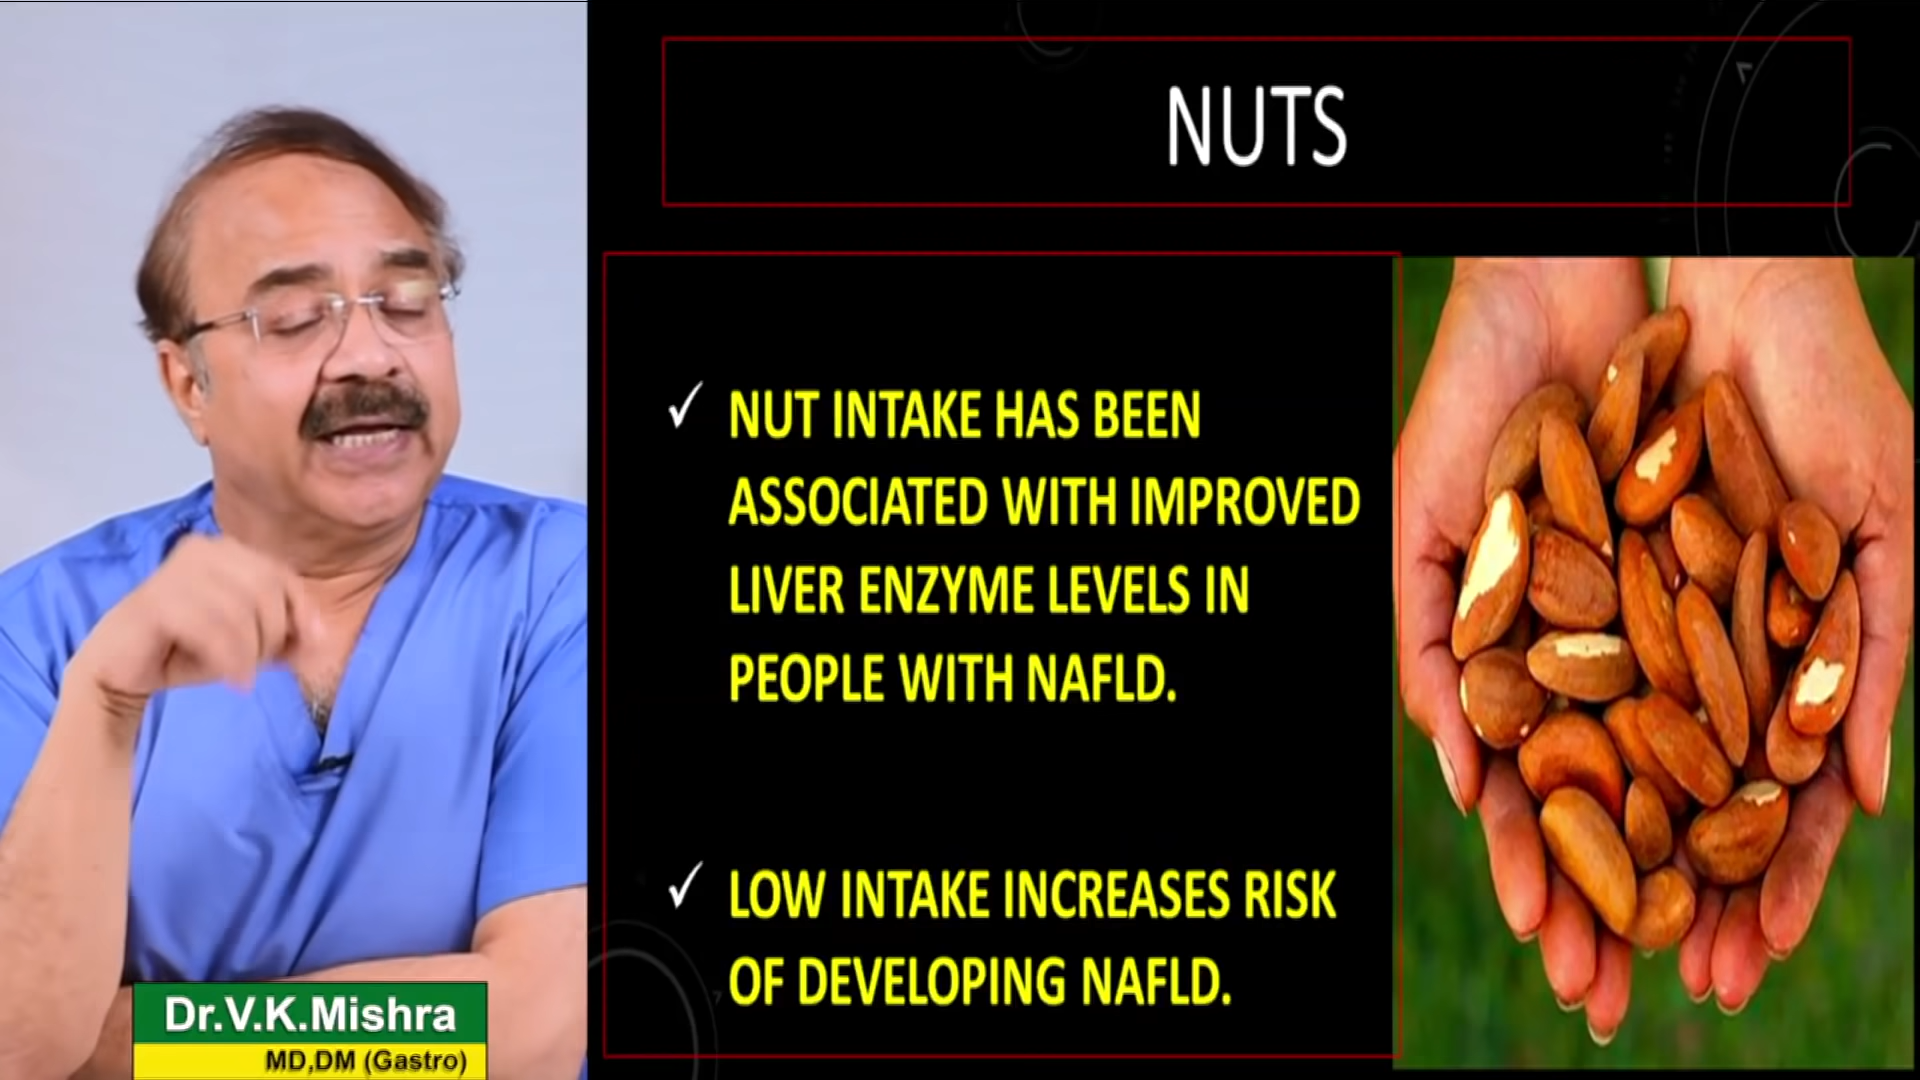 NUTS
✓ NUT INTAKE HAS BEEN
ASSOCIATED WITH IMPROVED
LIVER ENZYME LEVELS IN
PEOPLE WITH NAFLD.
✓ LOW INTAKE INCREASES RISK
OF DEVELOPING NAFLD.
Dr.V.K.Mishra
MD,DM (Gastro)